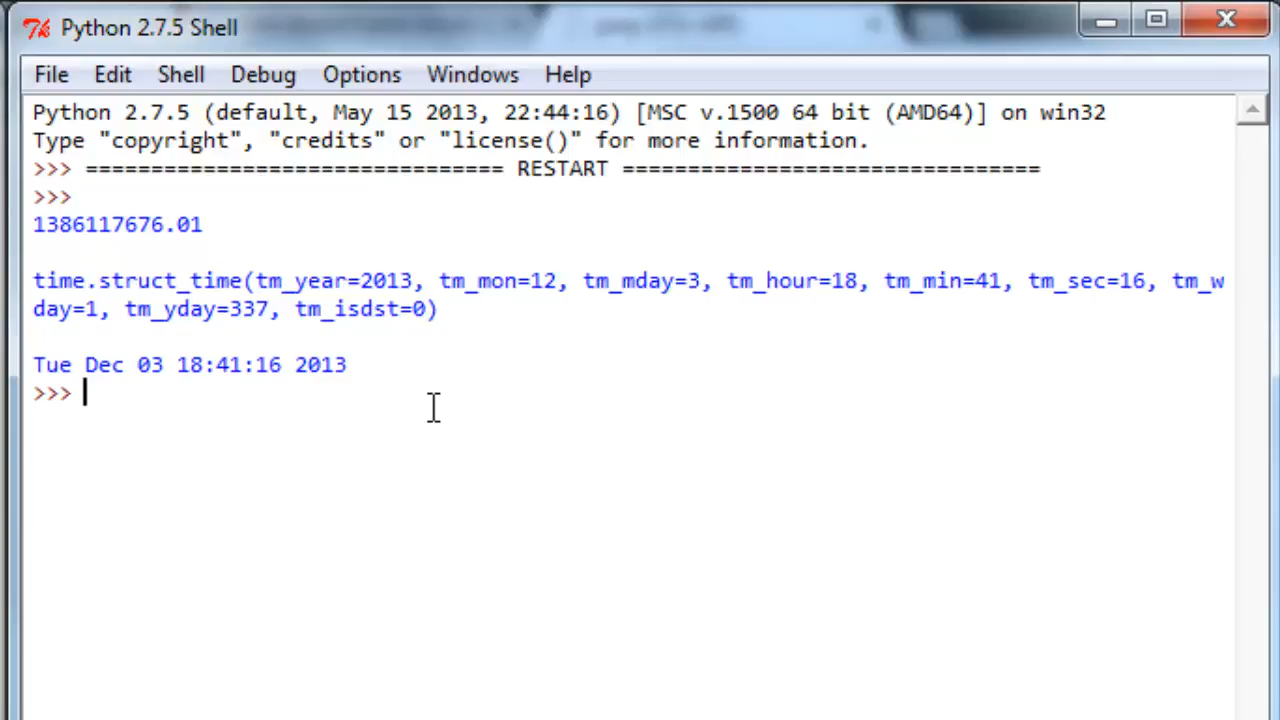 Python 2.7.5 Shell
File Edit Shell Debug Options Windows Help
Python 2.7.5 (default, May 15 2013, 22:44:16) [MSC v.1500 64 bit (AMD64)] on win32
Type "copyright", "credits" or "license()" for more information.
>>> ================================ RESTART ================================
>>>
1386117676.01
time.struct_time(tm_year=2013, tm_mon=12, tm_mday=3, tm_hour=18, tm_min=41, tm_sec=16, tm_w
day=1, tm_yday=337, tm_isdst=0)
Tue Dec 03 18:41:16 2013
>>>